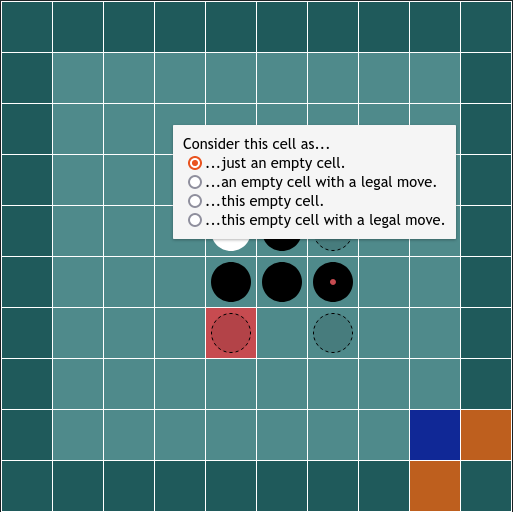 Consider this cell as...
...just an empty cell.
...an empty cell with a legal move.
...this empty cell.
...this empty cell with a legal move.